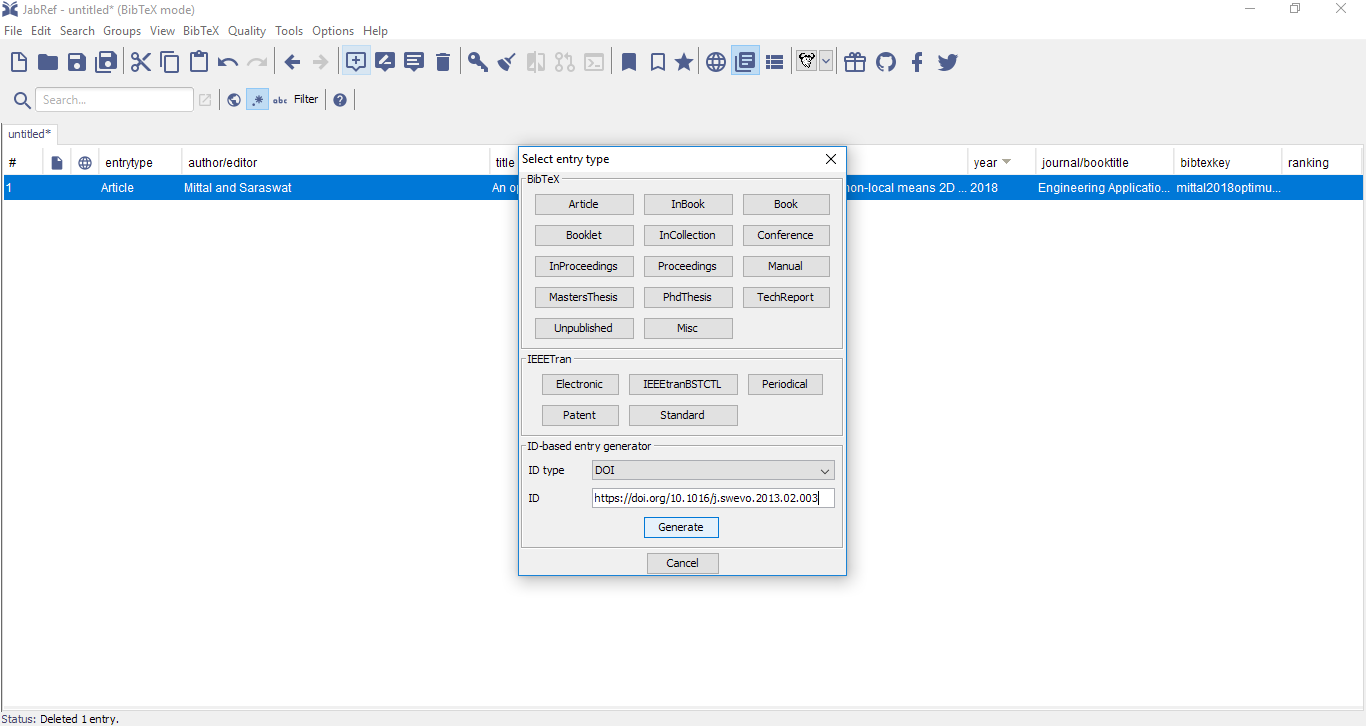 JabRef - untitled* (BibTeX mode)
File Edit Search Groups View BibTeX Quality Tools Options Help
Search... abc Filter
untitled*
# entrytype author/editor title year journal/booktitle bibtexkey ranking
1 Article Mittal and Saraswat An op non-local means 2D ... 2018 Engineering Applicatio... mittal2018optimu...
Select entry type
BibTeX
Article InBook Book
Booklet InCollection Conference
InProceedings Proceedings Manual
MastersThesis PhdThesis TechReport
Unpublished Misc
IEEETran
Electronic IEEEtranBSTCTL Periodical
Patent Standard
ID-based entry generator
ID type DOI
ID https://doi.org/10.1016/j.swevo.2013.02.003
Generate
Cancel
Status: Deleted 1 entry.